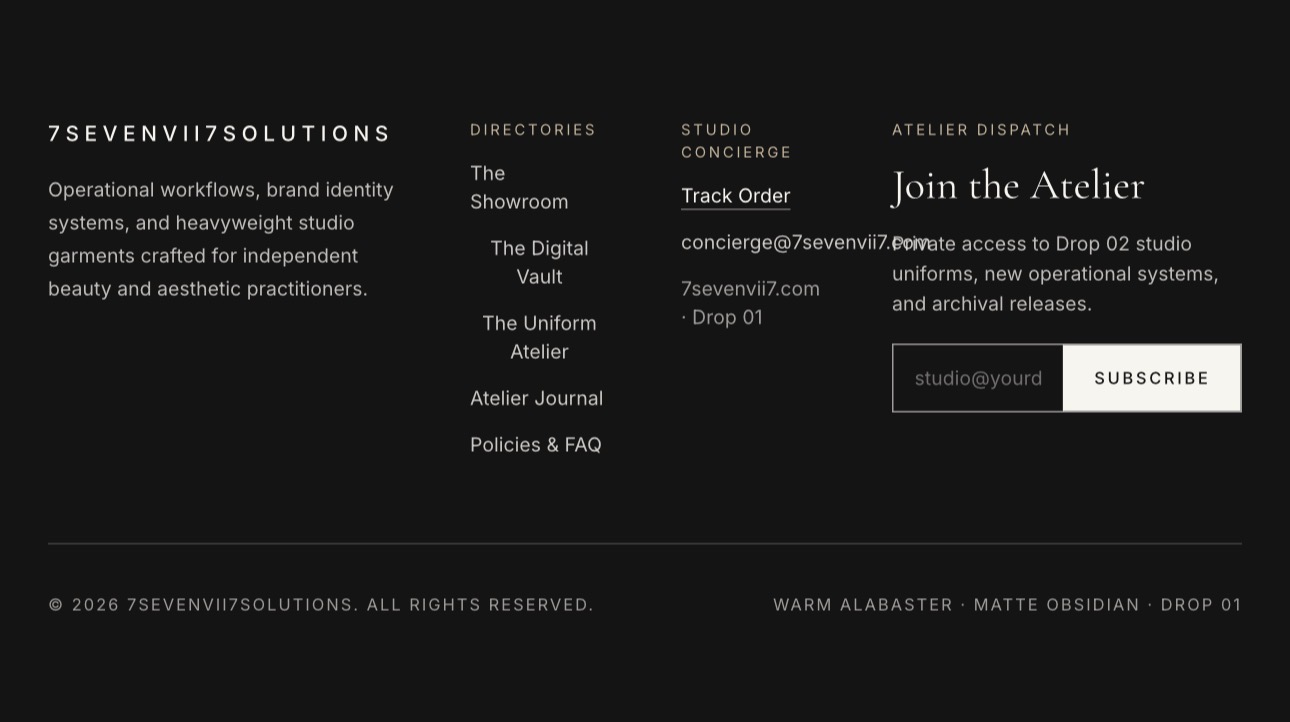 7SEVENVII7SOLUTIONS
Operational workflows, brand identity
systems, and heavyweight studio
garments crafted for independent
beauty and aesthetic practitioners.
DIRECTORIES
The
Showroom
The Digital
Vault
The Uniform
Atelier
Atelier Journal
Policies & FAQ
STUDIO
CONCIERGE
Track Order
concierge@7sevenvii7.com
7sevenvii7.com
· Drop 01
ATELIER DISPATCH
Join the Atelier
Private access to Drop 02 studio
uniforms, new operational systems,
and archival releases.
studio@yourd
SUBSCRIBE
© 2026 7SEVENVII7SOLUTIONS. ALL RIGHTS RESERVED.
WARM ALABASTER · MATTE OBSIDIAN · DROP 01